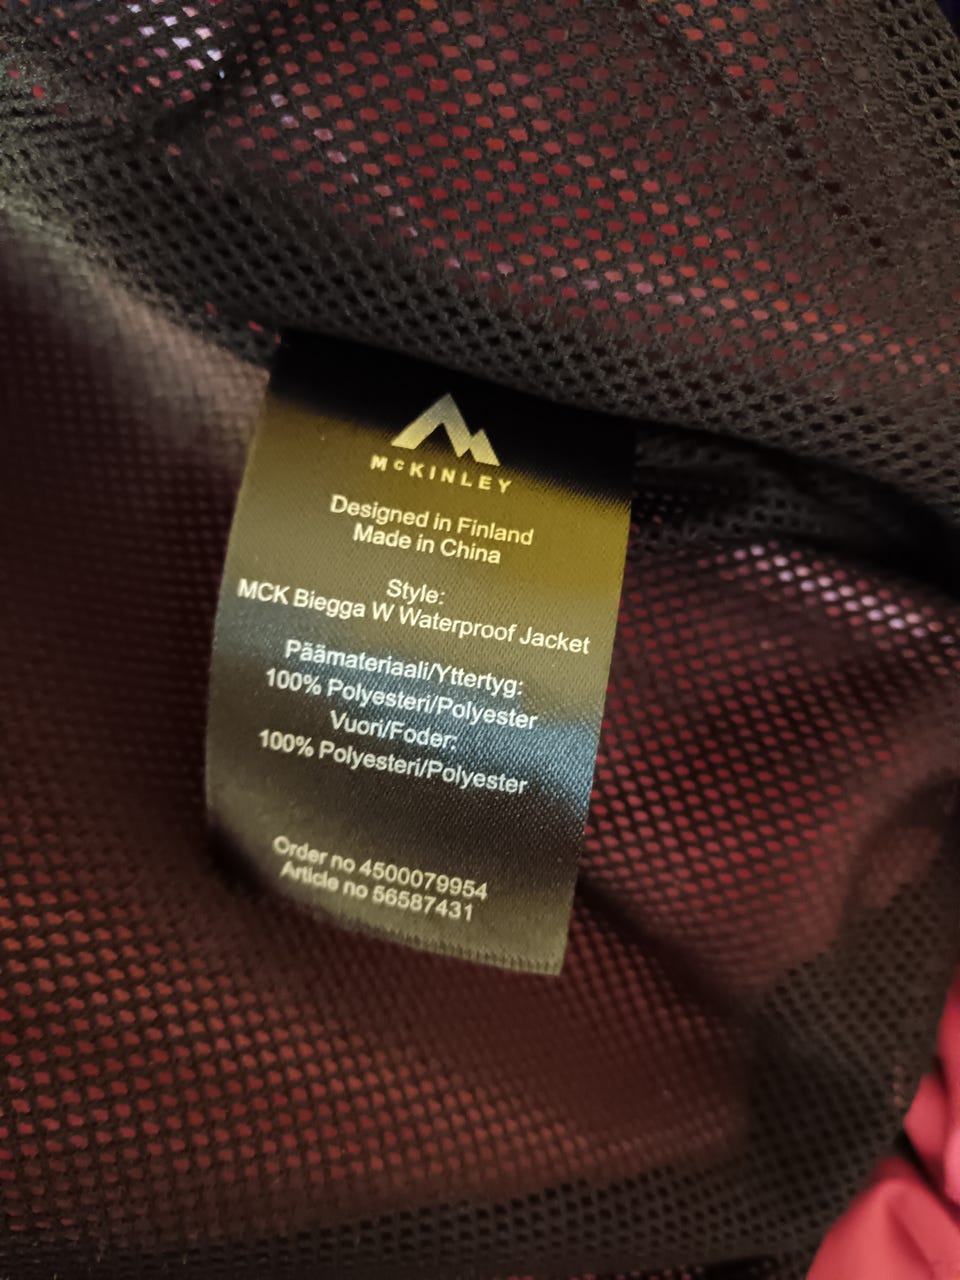 McKINLEY
Designed in Finland
Made in China
Style:
MCK Biegga W Waterproof Jacket
Päämateriaali/Yttertyg:
100% Polyesteri/Polyester
Vuori/Foder:
100% Polyesteri/Polyester
Order no 4500079954
Article no 56587431